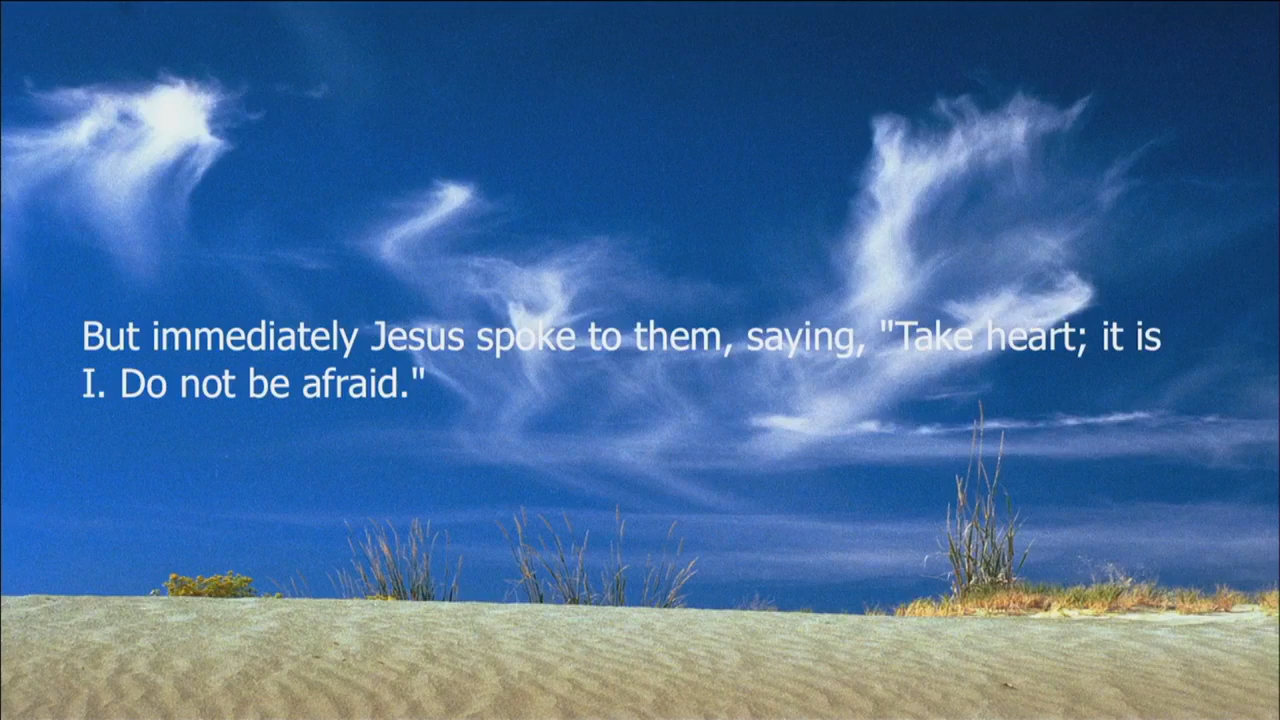 But immediately Jesus spoke to them, saying, "Take heart; it is
I. Do not be afraid."